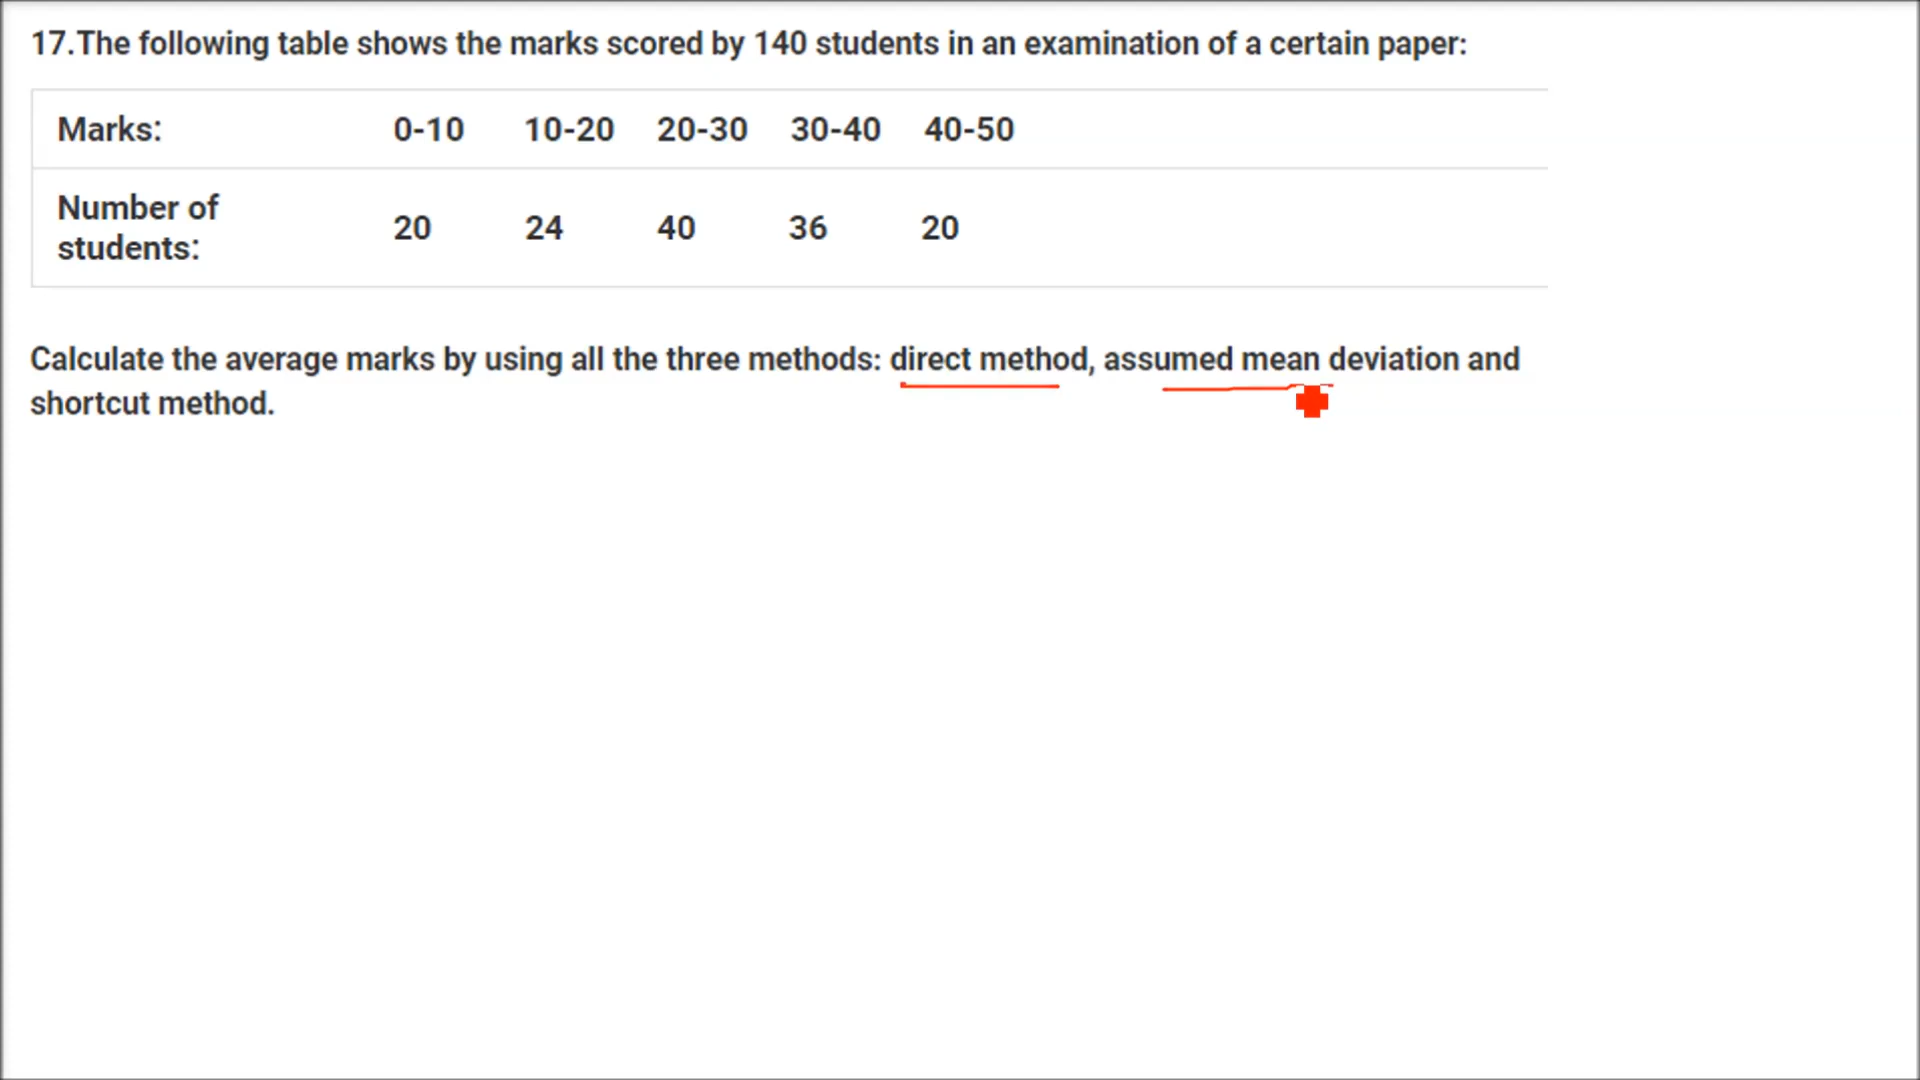 17.The following table shows the marks scored by 140 students in an examination of a certain paper:
Marks: 0-10 10-20 20-30 30-40 40-50
Number of students: 20 24 40 36 20
Calculate the average marks by using all the three methods: direct method, assumed mean deviation and
shortcut method.